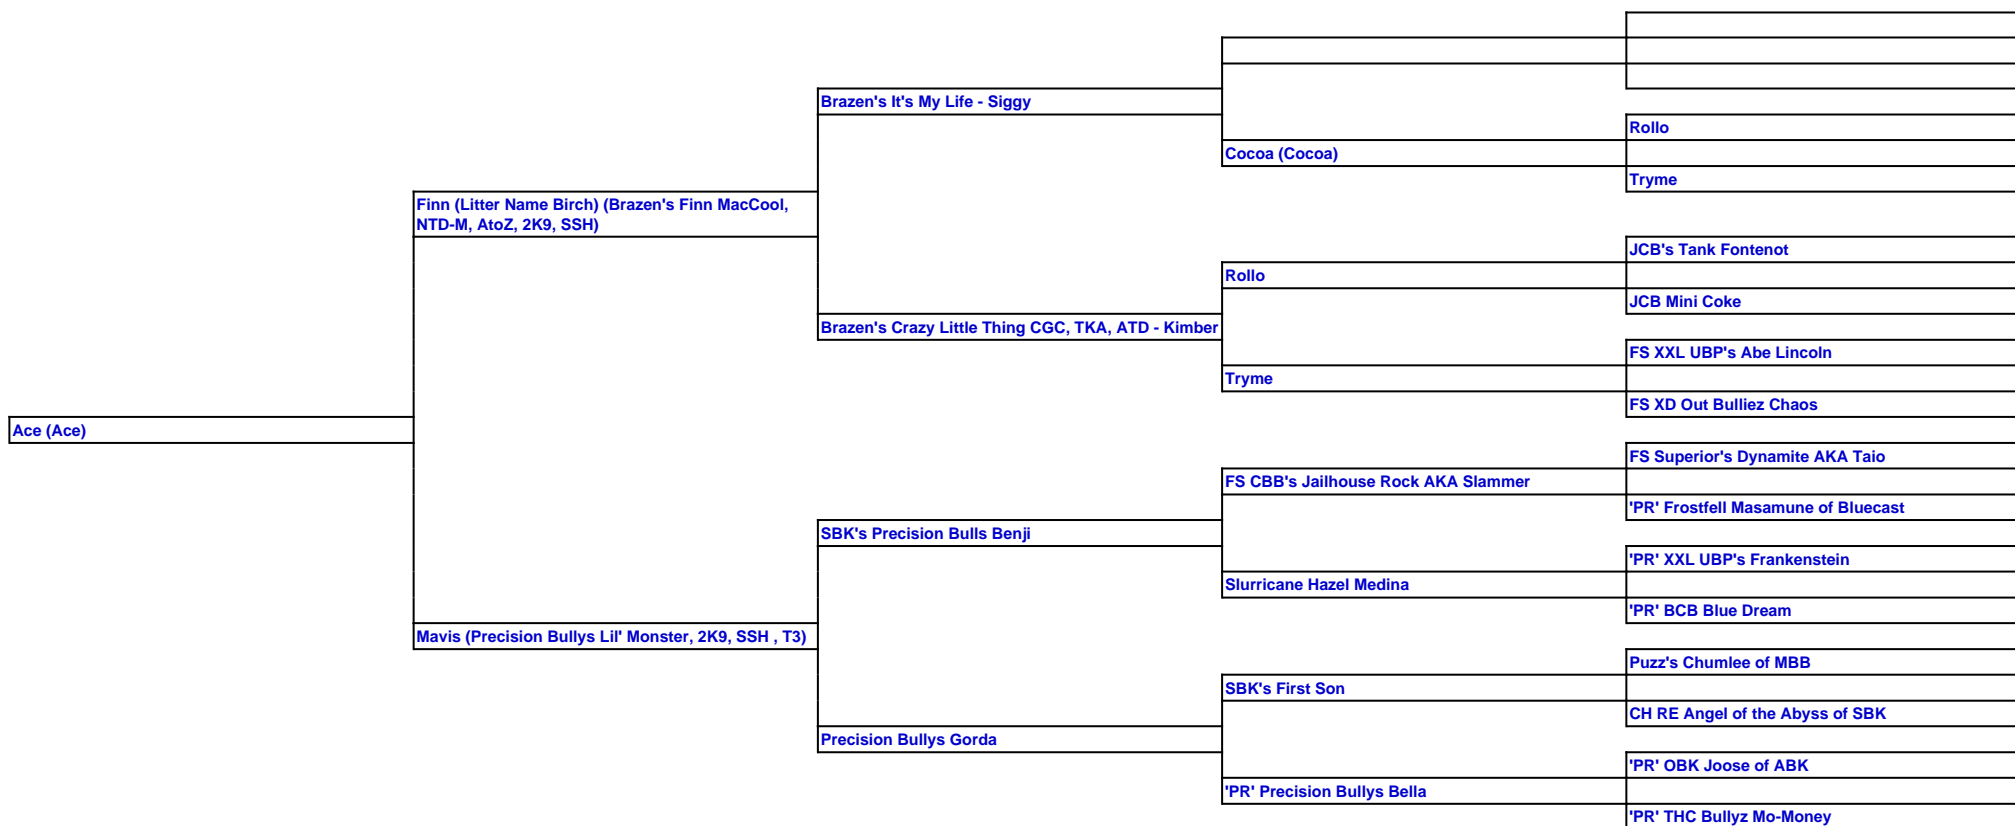 Brazen's It's My Life - Siggy
Rollo
Cocoa (Cocoa)
Tryme
Finn (Litter Name Birch) (Brazen's Finn MacCool,
NTD-M, AtoZ, 2K9, SSH)
JCB's Tank Fontenot
Rollo
JCB Mini Coke
Brazen's Crazy Little Thing CGC, TKA, ATD - Kimber
FS XXL UBP's Abe Lincoln
Tryme
FS XD Out Bulliez Chaos
Ace (Ace)
FS Superior's Dynamite AKA Taio
FS CBB's Jailhouse Rock AKA Slammer
'PR' Frostfell Masamune of Bluecast
SBK's Precision Bulls Benji
'PR' XXL UBP's Frankenstein
Slurricane Hazel Medina
'PR' BCB Blue Dream
Mavis (Precision Bullys Lil' Monster, 2K9, SSH , T3)
Puzz's Chumlee of MBB
SBK's First Son
CH RE Angel of the Abyss of SBK
Precision Bullys Gorda
'PR' OBK Joose of ABK
'PR' Precision Bullys Bella
'PR' THC Bullyz Mo-Money